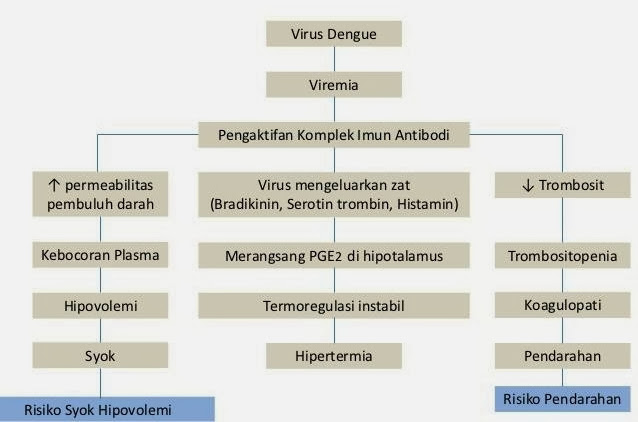 Virus Dengue
Viremia
Pengaktifan Komplek Imun Antibodi
↑ permeabilitas
pembuluh darah
Virus mengeluarkan zat
(Bradikinin, Serotin trombin, Histamin)
↓ Trombosit
Kebocoran Plasma
Merangsang PGE2 di hipotalamus
Trombositopenia
Hipovolemi
Termoregulasi instabil
Koagulopati
Syok
Hipertermia
Pendarahan
Risiko Syok Hipovolemi
Risiko Pendarahan